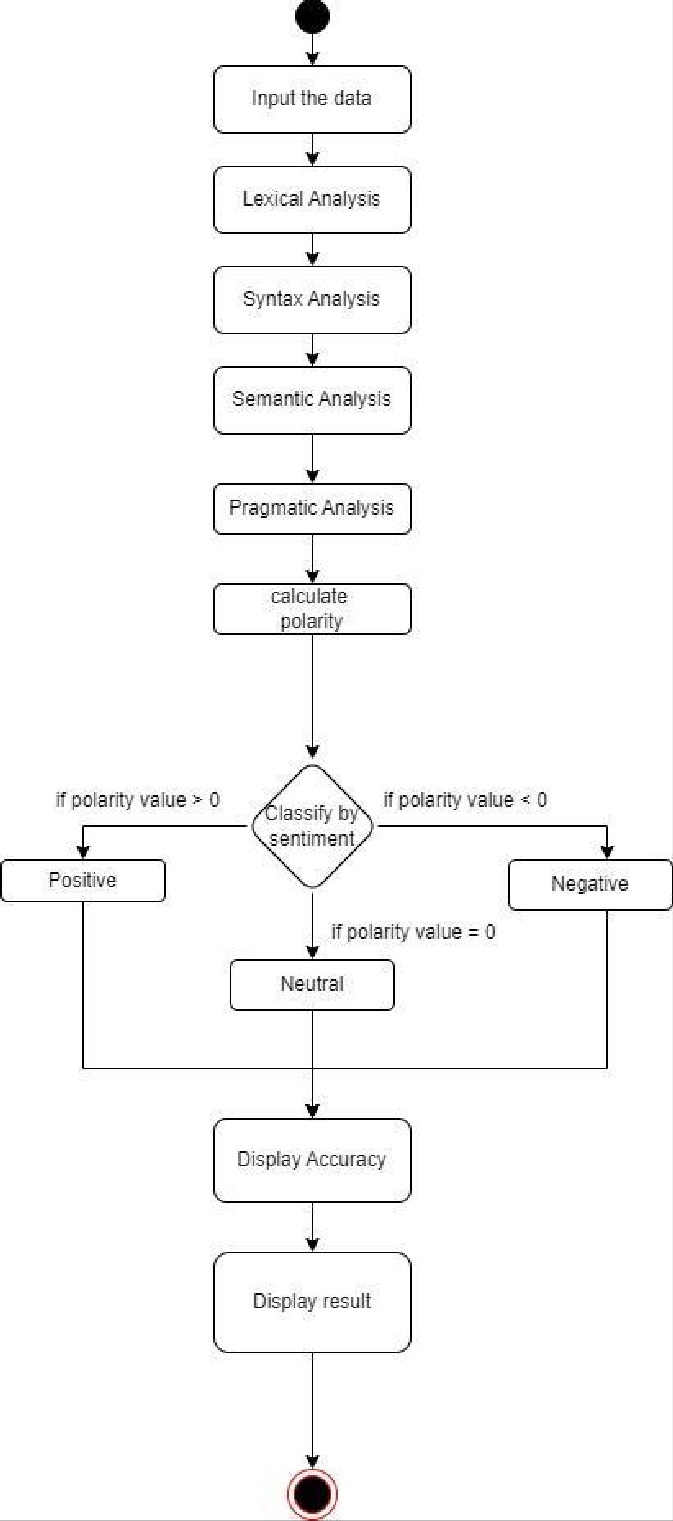 Input the data
Lexical Analysis
Syntax Analysis
Semantic Analysis
Pragmatic Analysis
calculate
polarity
if polarity value > 0
if polarity value < 0
Classify by
sentiment
Positive
Negative
if polarity value = 0
Neutral
Display Accuracy
Display result